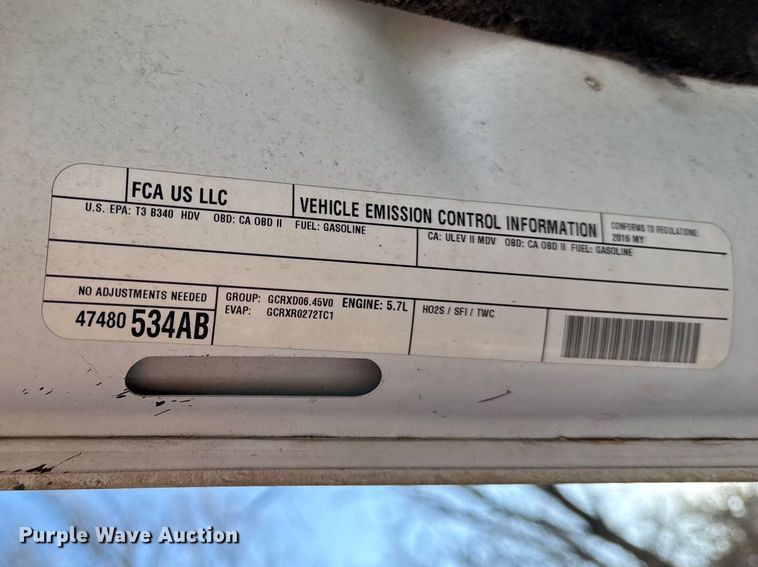 FCA US LLC
VEHICLE EMISSION CONTROL INFORMATION
CONFORMS TO REGULATIONS:
2016 MY
U.S. EPA: T3 B340 HDV OBD: CA OBD II FUEL: GASOLINE
CA: ULEV II MDV OBD: CA OBD II FUEL: GASOLINE
NO ADJUSTMENTS NEEDED
47480 534AB
GROUP: GCRXD06.45V0 ENGINE: 5.7L
EVAP: GCRXR0272TC1
HO2S / SFI / TWC
Purple Wave Auction